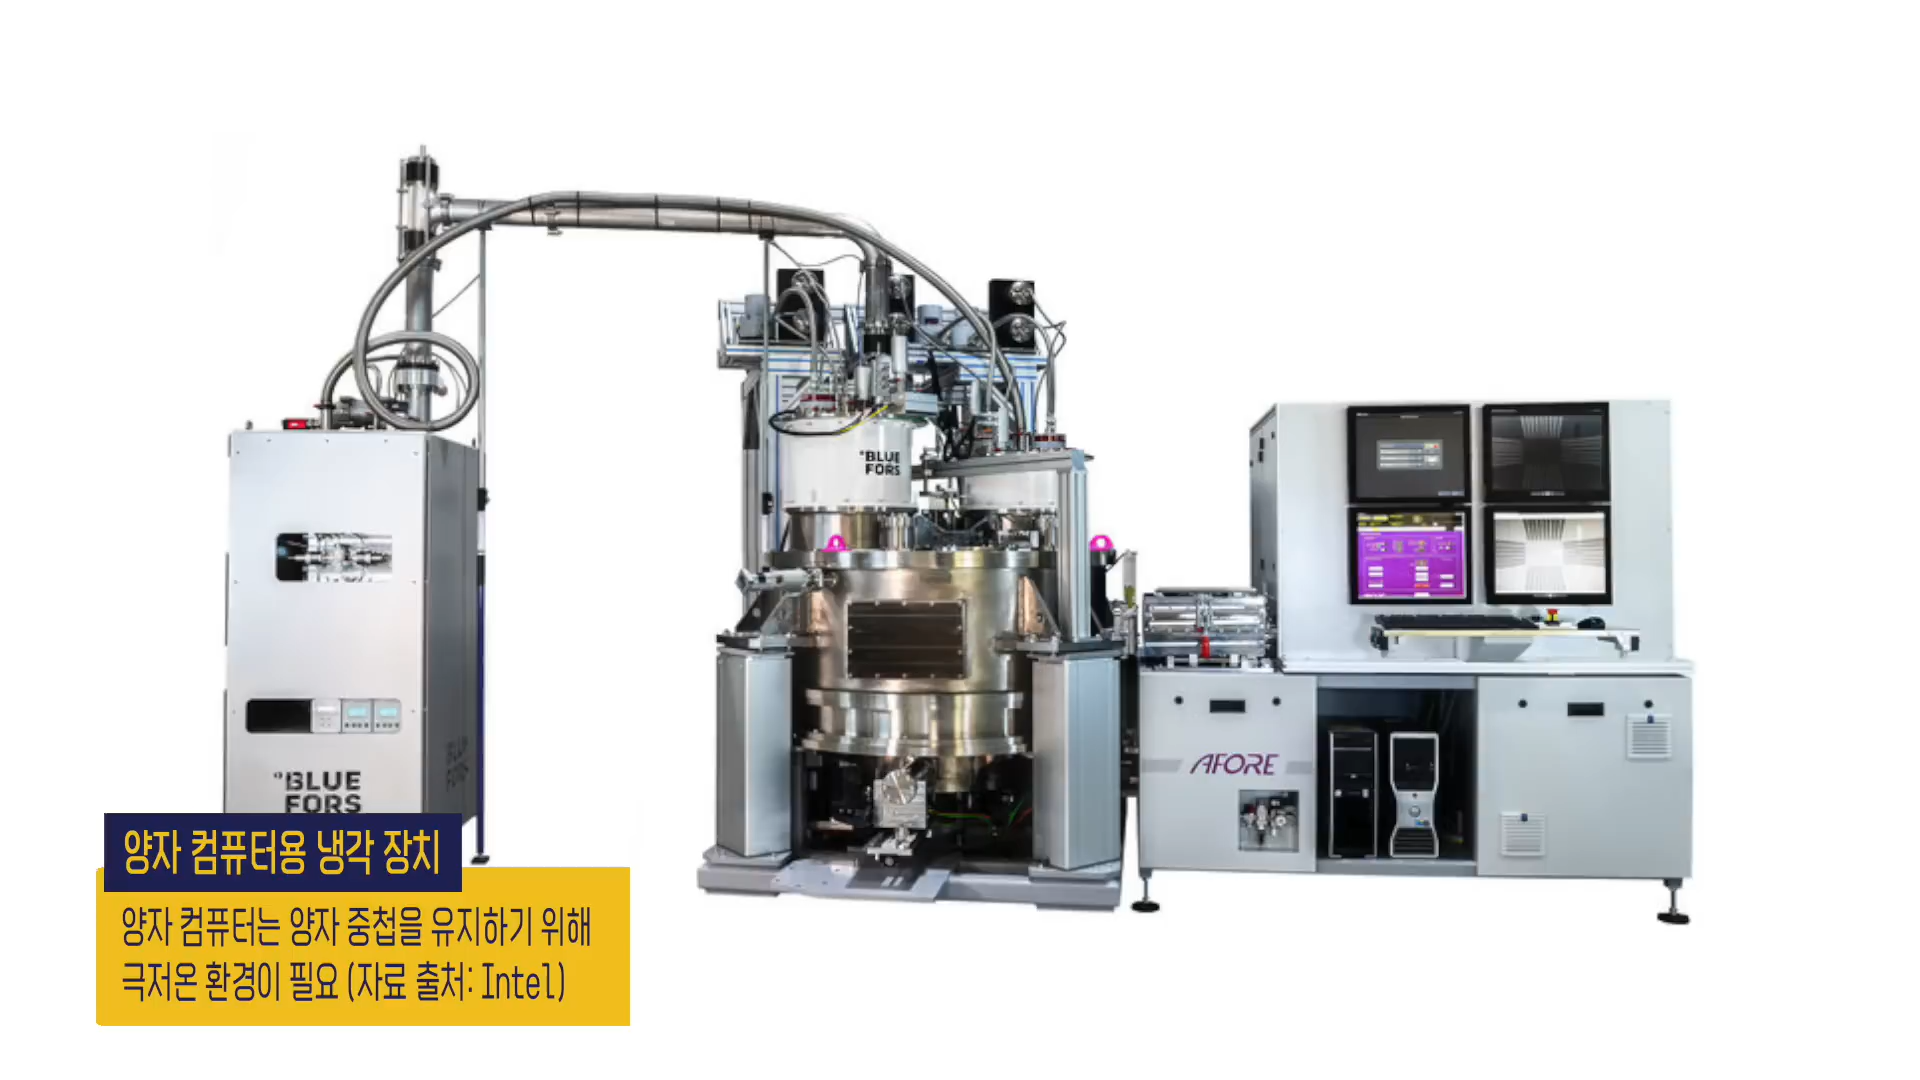 BLUE
FORS
BLUE
FORS
AFORE
양자 컴퓨터용 냉각 장치
양자 컴퓨터는 양자 중첩을 유지하기 위해
극저온 환경이 필요 (자료 출처: Intel)